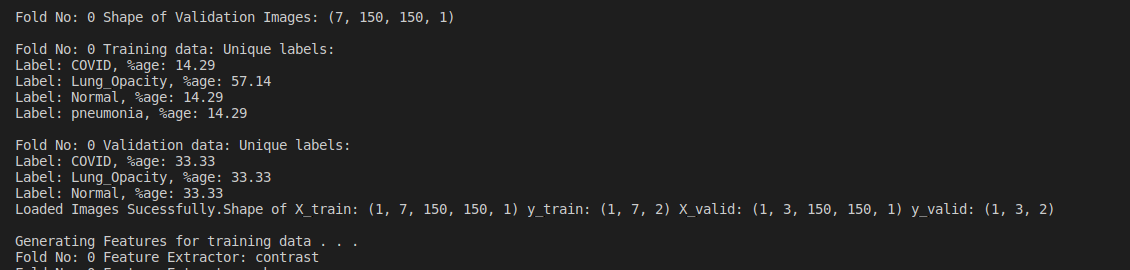 Fold No: 0 Shape of Validation Images: (7, 150, 150, 1)
Fold No: 0 Training data: Unique labels:
Label: COVID, %age: 14.29
Label: Lung_Opacity, %age: 57.14
Label: Normal, %age: 14.29
Label: pneumonia, %age: 14.29
Fold No: 0 Validation data: Unique labels:
Label: COVID, %age: 33.33
Label: Lung_Opacity, %age: 33.33
Label: Normal, %age: 33.33
Loaded Images Sucessfully.Shape of X_train: (1, 7, 150, 150, 1) y_train: (1, 7, 2) X_valid: (1, 3, 150, 150, 1) y_valid: (1, 3, 2)
Generating Features for training data . . .
Fold No: 0 Feature Extractor: contrast